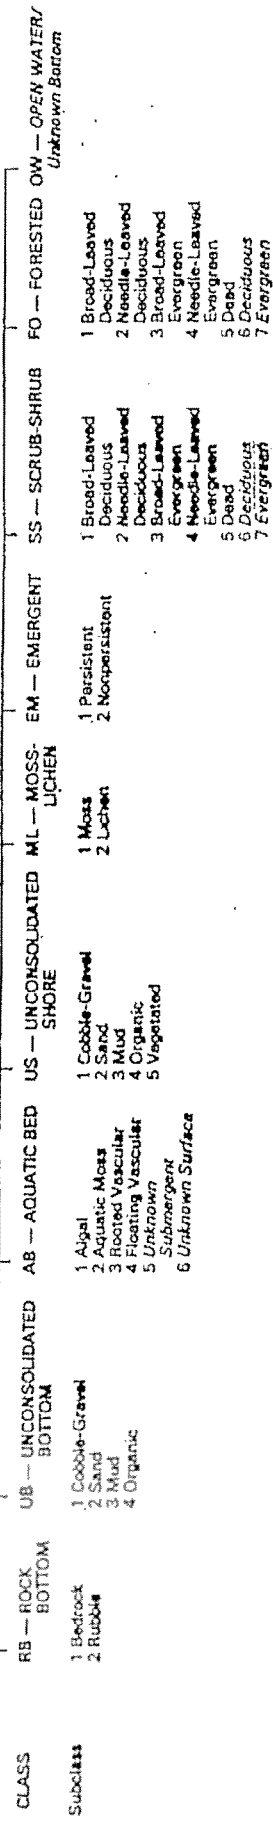 CLASS
RB — ROCK
BOTTOM
UB — UNCONSOLIDATED
BOTTOM
AB — AQUATIC BED
US — UNCONSOLIDATED
SHORE
ML — MOSS-
LICHEN
EM — EMERGENT
SS — SCRUB-SHRUB
FO — FORESTED
OW — OPEN WATER/
Unknown Bottom
Subclass
1 Bedrock
2 Rubble
1 Cobble-Gravel
2 Sand
3 Mud
4 Organic
1 Algal
2 Aquatic Moss
3 Rooted Vascular
4 Floating Vascular
5 Unknown
Submergent
6 Unknown Surface
1 Cobble-Gravel
2 Sand
3 Mud
4 Organic
5 Vegetated
1 Moss
2 Lichen
1 Persistent
2 Nonpersistent
1 Broad-Leaved
Deciduous
2 Needle-Leaved
Deciduous
3 Broad-Leaved
Evergreen
4 Needle-Leaved
Evergreen
5 Dead
6 Deciduous
7 Evergreen
1 Broad-Leaved
Deciduous
2 Needle-Leaved
Deciduous
3 Broad-Leaved
Evergreen
4 Needle-Leaved
Evergreen
5 Dead
6 Deciduous
7 Evergreen